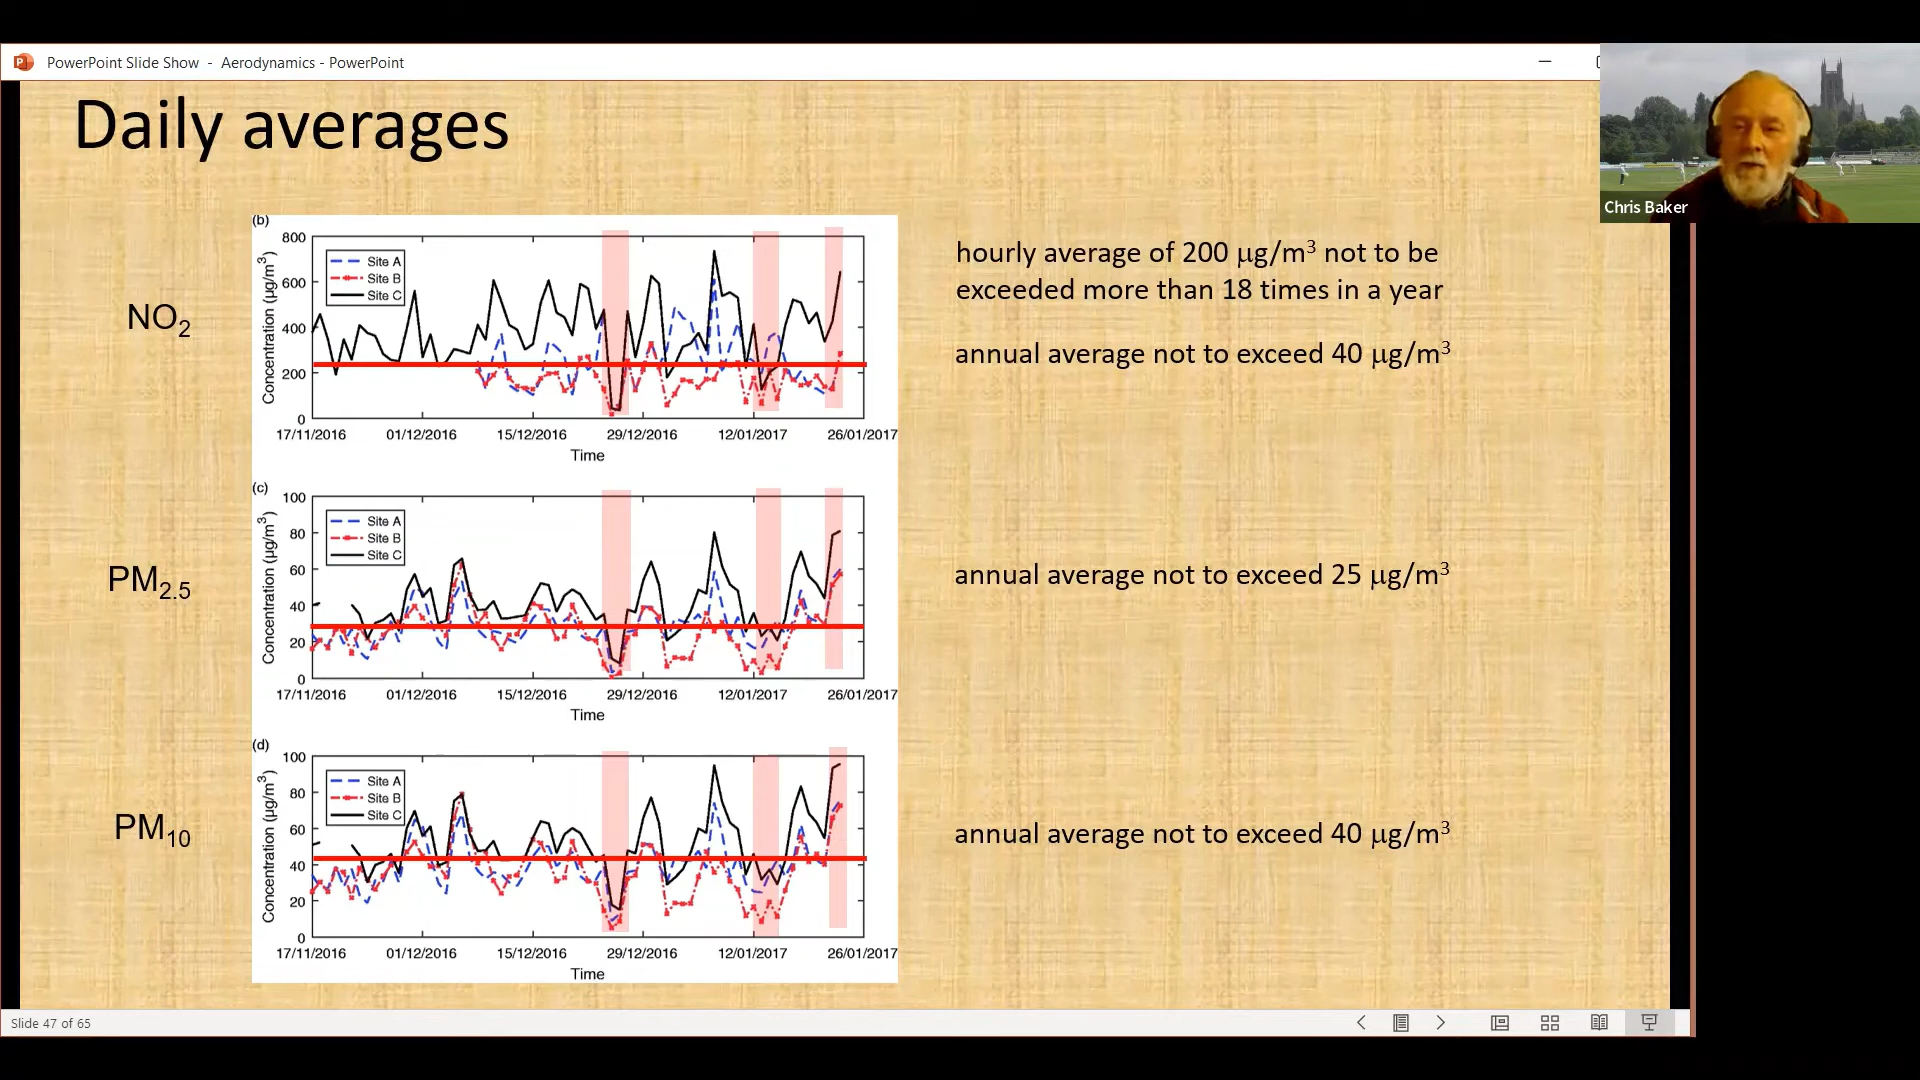 PowerPoint Slide Show - Aerodynamics - PowerPoint
Chris Baker
Daily averages
NO2
(b)
800
600
400
200
0
Concentration (µg/m3)
Site A
Site B
Site C
17/11/2016 01/12/2016 15/12/2016 29/12/2016 12/01/2017 26/01/2017
Time
hourly average of 200 µg/m3 not to be
exceeded more than 18 times in a year
annual average not to exceed 40 µg/m3
PM2.5
(c)
100
80
60
40
20
0
Concentration (µg/m3)
Site A
Site B
Site C
17/11/2016 01/12/2016 15/12/2016 29/12/2016 12/01/2017 26/01/2017
Time
annual average not to exceed 25 µg/m3
PM10
(d)
100
80
60
40
20
0
Concentration (µg/m3)
Site A
Site B
Site C
17/11/2016 01/12/2016 15/12/2016 29/12/2016 12/01/2017 26/01/2017
Time
annual average not to exceed 40 µg/m3
Slide 47 of 65